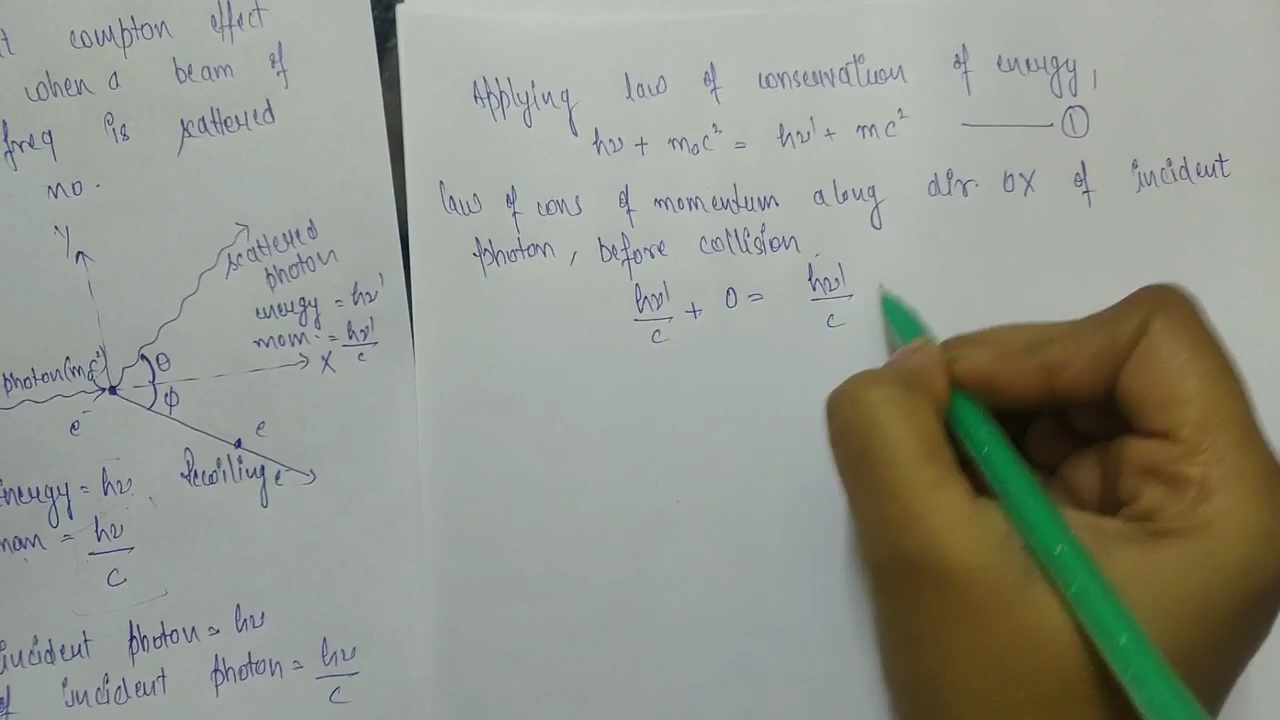 t compton effect
when a beam of
freq is scattered
mo.
Y
scattered
photon
energy = hν'
mom. = hν'/c
X
θ
photon(m₀c²)
ϕ
e⁻
e
Recoiling e⁻
Energy = hν
mom = hν/c
incident photon = hν
of incident photon = hν/c
Applying law of conservation of energy,
hν + m₀c² = hν' + mc² ——— ①
law of cons of momentum along dir. OX of incident
photon, before collision
hν'/c + 0 = hν'/c